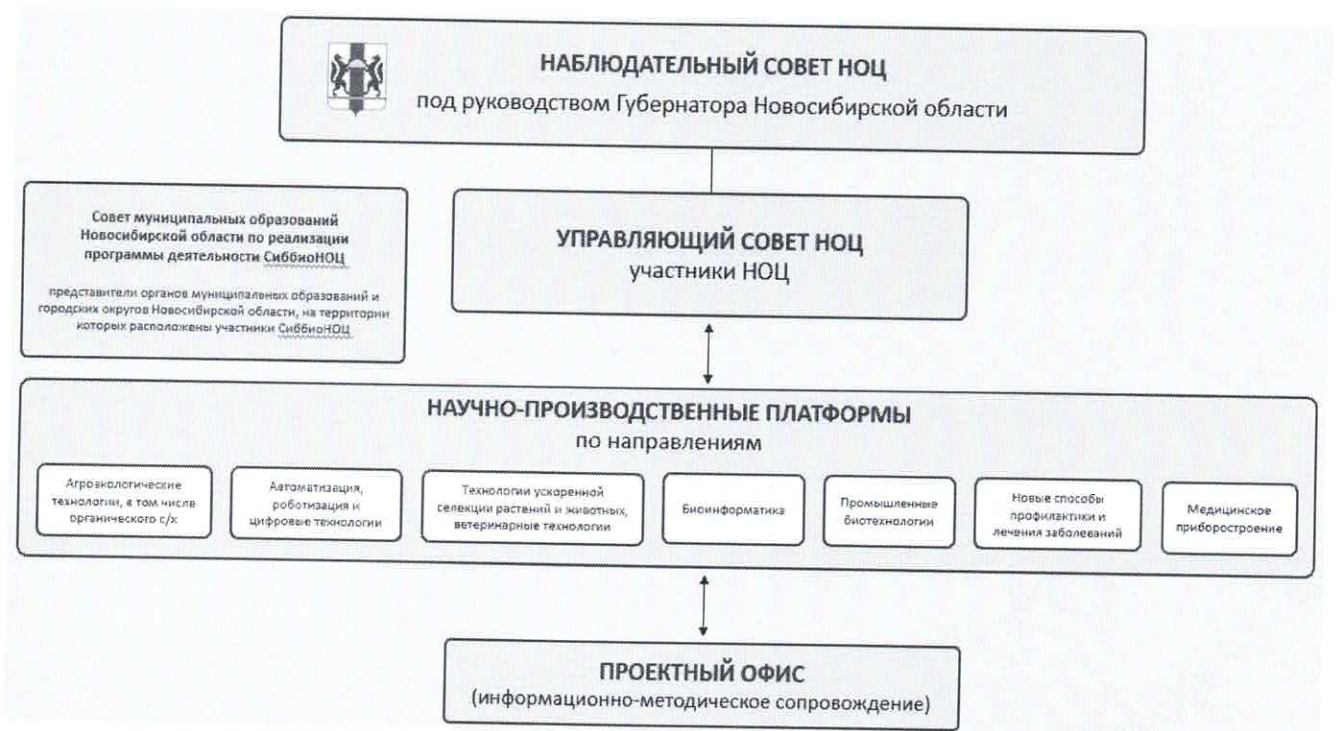 НАБЛЮДАТЕЛЬНЫЙ СОВЕТ НОЦ
под руководством Губернатора Новосибирской области
Совет муниципальных образований
Новосибирской области по реализации
программы деятельности СиббиоНОЦ
представители органов муниципальных образований и
городских округов Новосибирской области, на территории
которых расположены участники СиббиоНОЦ
УПРАВЛЯЮЩИЙ СОВЕТ НОЦ
участники НОЦ
НАУЧНО-ПРОИЗВОДСТВЕННЫЕ ПЛАТФОРМЫ
по направлениям
Агроэкологические
технологии, в том числе
органического с/х
Автоматизация,
роботизация и
цифровые технологии
Технологии ускоренной
селекции растений и животных,
ветеринарные технологии
Биоинформатика
Промышленные
биотехнологии
Новые способы
профилактики и
лечения заболеваний
Медицинское
приборостроение
ПРОЕКТНЫЙ ОФИС
(информационно-методическое сопровождение)